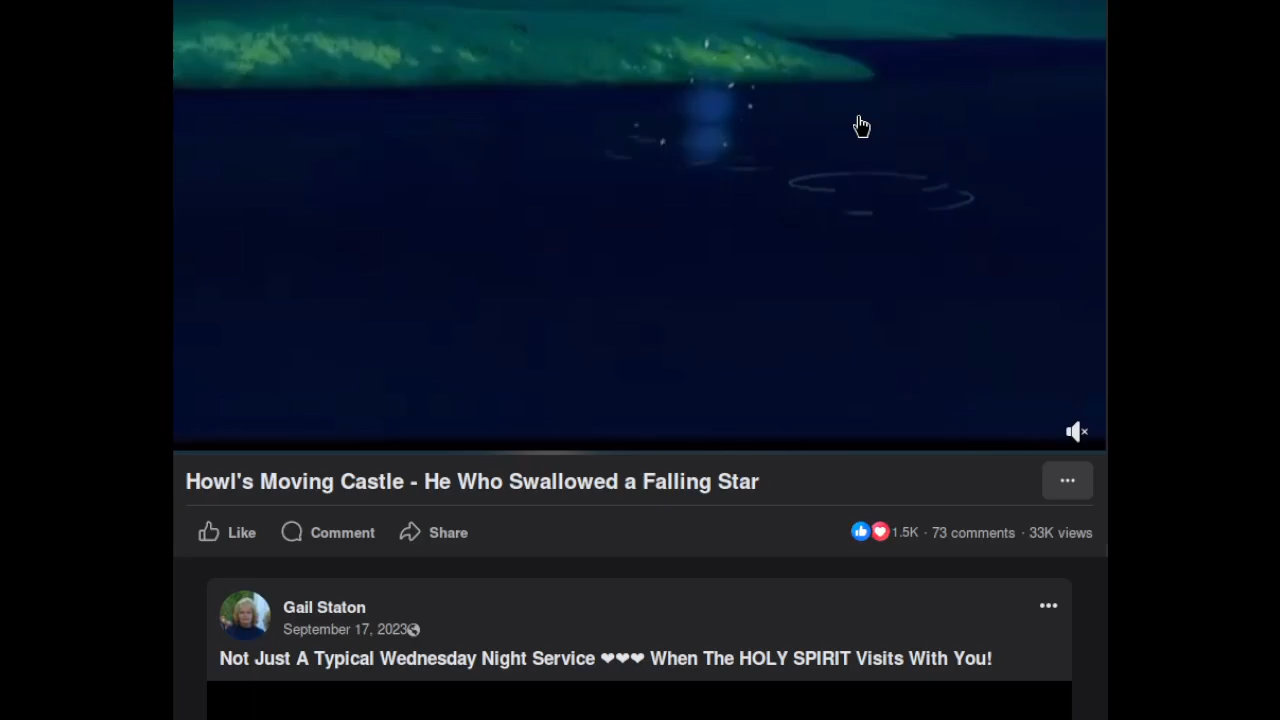 Howl's Moving Castle - He Who Swallowed a Falling Star
Like Comment Share 1.5K · 73 comments · 33K views
Gail Staton
September 17, 2023
Not Just A Typical Wednesday Night Service ❤❤❤ When The HOLY SPIRIT Visits With You!